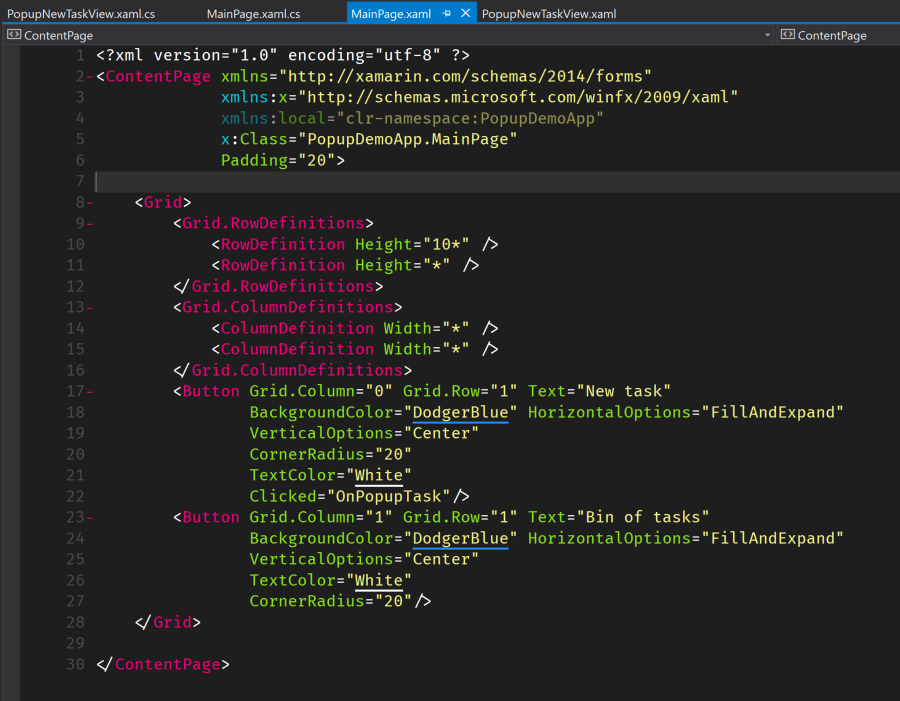 PopupNewTaskView.xaml.cs MainPage.xaml.cs MainPage.xaml PopupNewTaskView.xaml
ContentPage ContentPage
1 <?xml version="1.0" encoding="utf-8" ?>
2 <ContentPage xmlns="http://xamarin.com/schemas/2014/forms"
3 xmlns:x="http://schemas.microsoft.com/winfx/2009/xaml"
4 xmlns:local="clr-namespace:PopupDemoApp"
5 x:Class="PopupDemoApp.MainPage"
6 Padding="20">
7
8 <Grid>
9 <Grid.RowDefinitions>
10 <RowDefinition Height="10*" />
11 <RowDefinition Height="*" />
12 </Grid.RowDefinitions>
13 <Grid.ColumnDefinitions>
14 <ColumnDefinition Width="*" />
15 <ColumnDefinition Width="*" />
16 </Grid.ColumnDefinitions>
17 <Button Grid.Column="0" Grid.Row="1" Text="New task"
18 BackgroundColor="DodgerBlue" HorizontalOptions="FillAndExpand"
19 VerticalOptions="Center"
20 CornerRadius="20"
21 TextColor="White"
22 Clicked="OnPopupTask"/>
23 <Button Grid.Column="1" Grid.Row="1" Text="Bin of tasks"
24 BackgroundColor="DodgerBlue" HorizontalOptions="FillAndExpand"
25 VerticalOptions="Center"
26 TextColor="White"
27 CornerRadius="20"/>
28 </Grid>
29
30 </ContentPage>